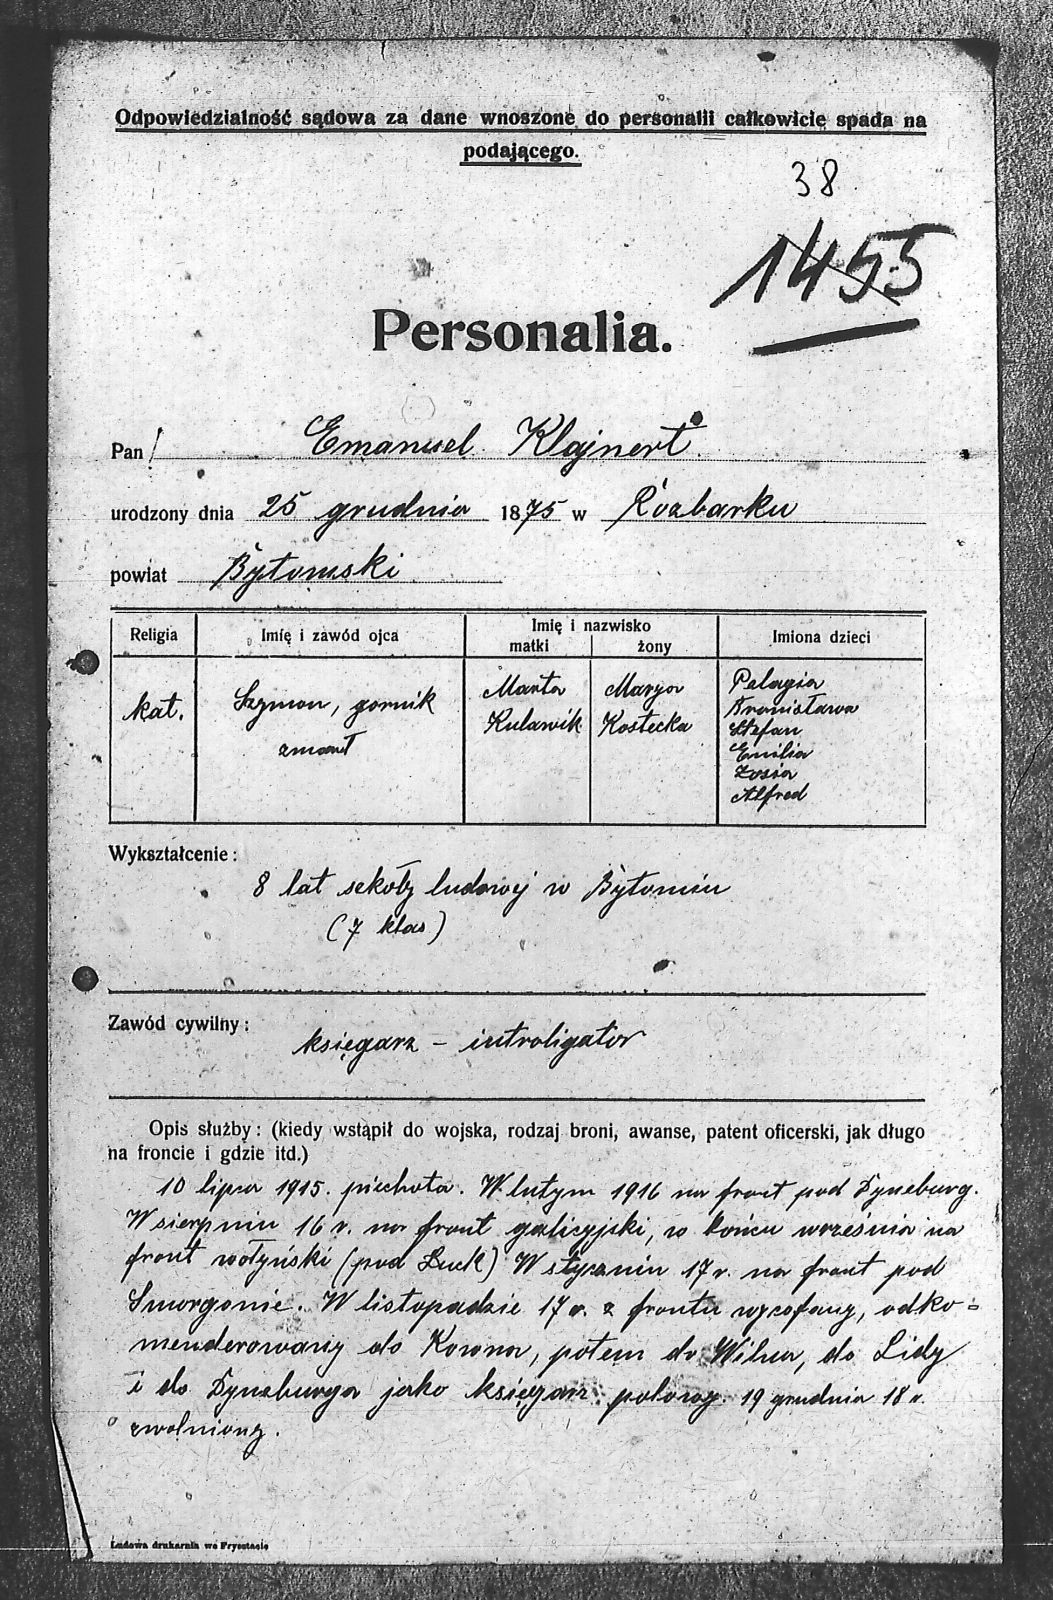 Odpowiedzialność sądowa za dane wnoszone do personalii całkowicie spada na
podającego.
38
1455
Personalia.
Pan Emanuel Klajnert.
urodzony dnia 25 grudnia 1875 w Rozbarku
powiat Bytomski
Religia
Imię i zawód ojca
Imię i nazwisko
matki żony
Imiona dzieci
kat.
Szymon, gornik
zmarł
Marta
Kulawik
Marya
Kostecka
Pelagia
Bronisława
Stefan
Emilia
Zosia
Alfred
Wykształcenie:
8 lat szkoły ludowej w Bytomiu
(7 klas)
Zawód cywilny:
księgarz – introligator
Opis służby: (kiedy wstąpił do wojska, rodzaj broni, awanse, patent oficerski, jak długo
na froncie i gdzie itd.)
10 lipca 1915. piechota. W lutym 1916 na front pod Dyneburg.
W sierpniu 16 r. na front galicyjski, w końcu września na
front wołyński (pod Łuck) W styczniu 17 r. na front pod
Smorgonie. W listopadzie 17 r. z frontu wycofany, odko=
menderowany do Kowna, potem do Wilna, do Lidy
i do Dyneburga jako księgarz polowy. 19 grudnia 18 r.
zwolniony.
Ludowa drukarnia we Frysztacie